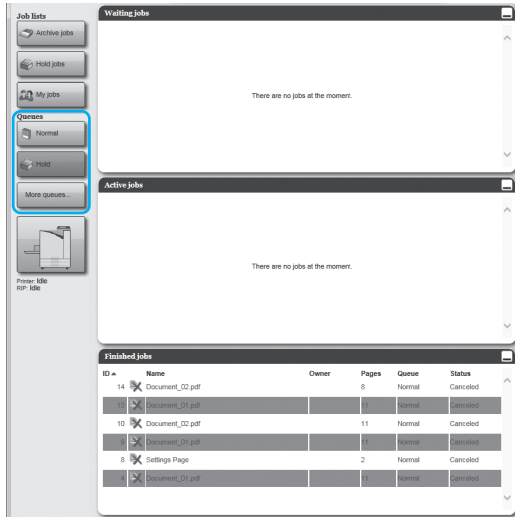 Job lists
Archive jobs
Hold jobs
My jobs
Queues
Normal
Hold
More queues...
Printer: Idle
RIP: Idle
Waiting jobs
There are no jobs at the moment.
Active jobs
There are no jobs at the moment.
Finished jobs
ID Name Owner Pages Queue Status
14 Document_02.pdf 8 Normal Canceled
13 Document_01.pdf 11 Normal Canceled
10 Document_02.pdf 11 Normal Canceled
9 Document_01.pdf 11 Normal Canceled
8 Settings Page 2 Normal Canceled
4 Document_01.pdf 11 Normal Canceled